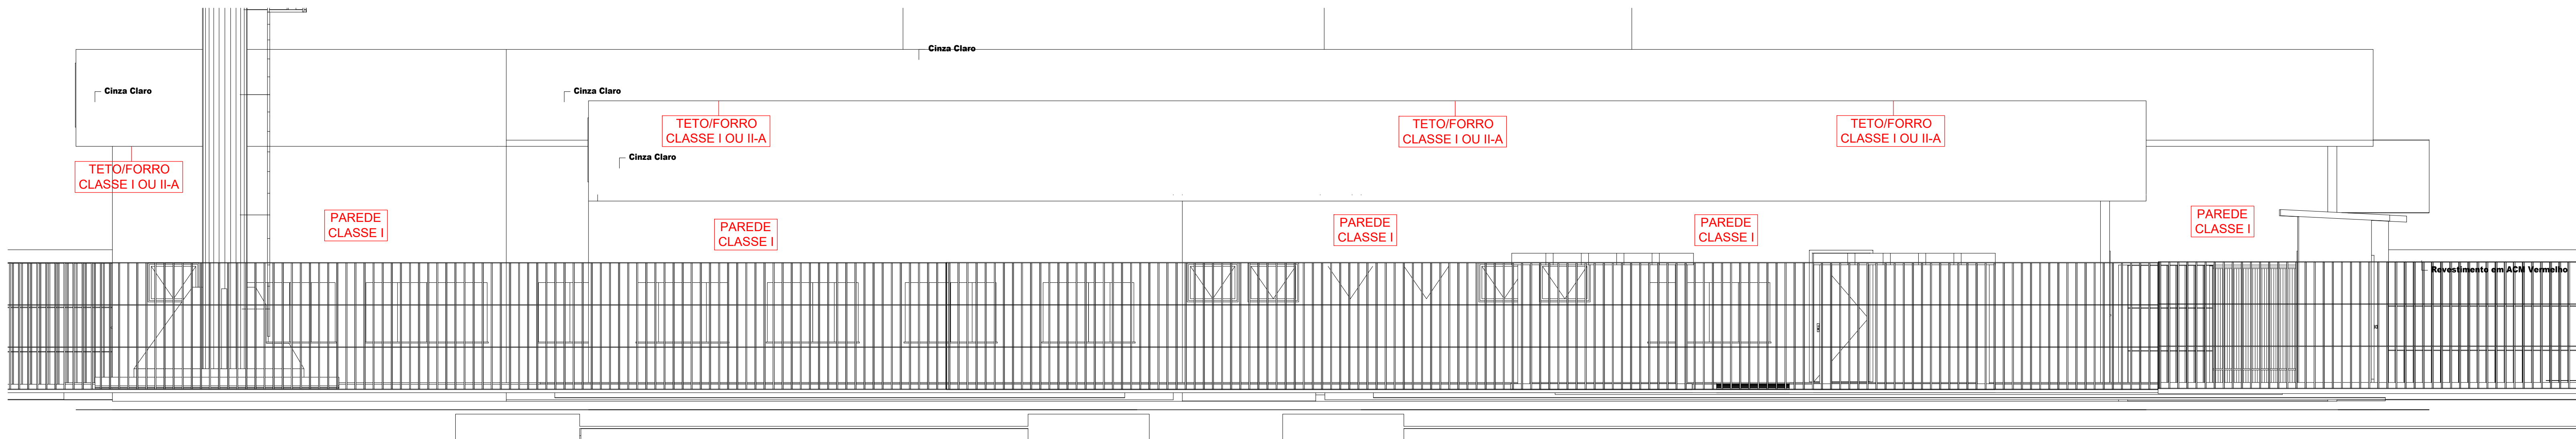 Cinza Claro
Cinza Claro
Cinza Claro
TETO/FORRO
CLASSE I OU II-A
TETO/FORRO
CLASSE I OU II-A
TETO/FORRO
CLASSE I OU II-A
Cinza Claro
TETO/FORRO
CLASSE I OU II-A
PAREDE
CLASSE I
PAREDE
CLASSE I
PAREDE
CLASSE I
PAREDE
CLASSE I
PAREDE
CLASSE I
Revestimento em ACM Vermelho